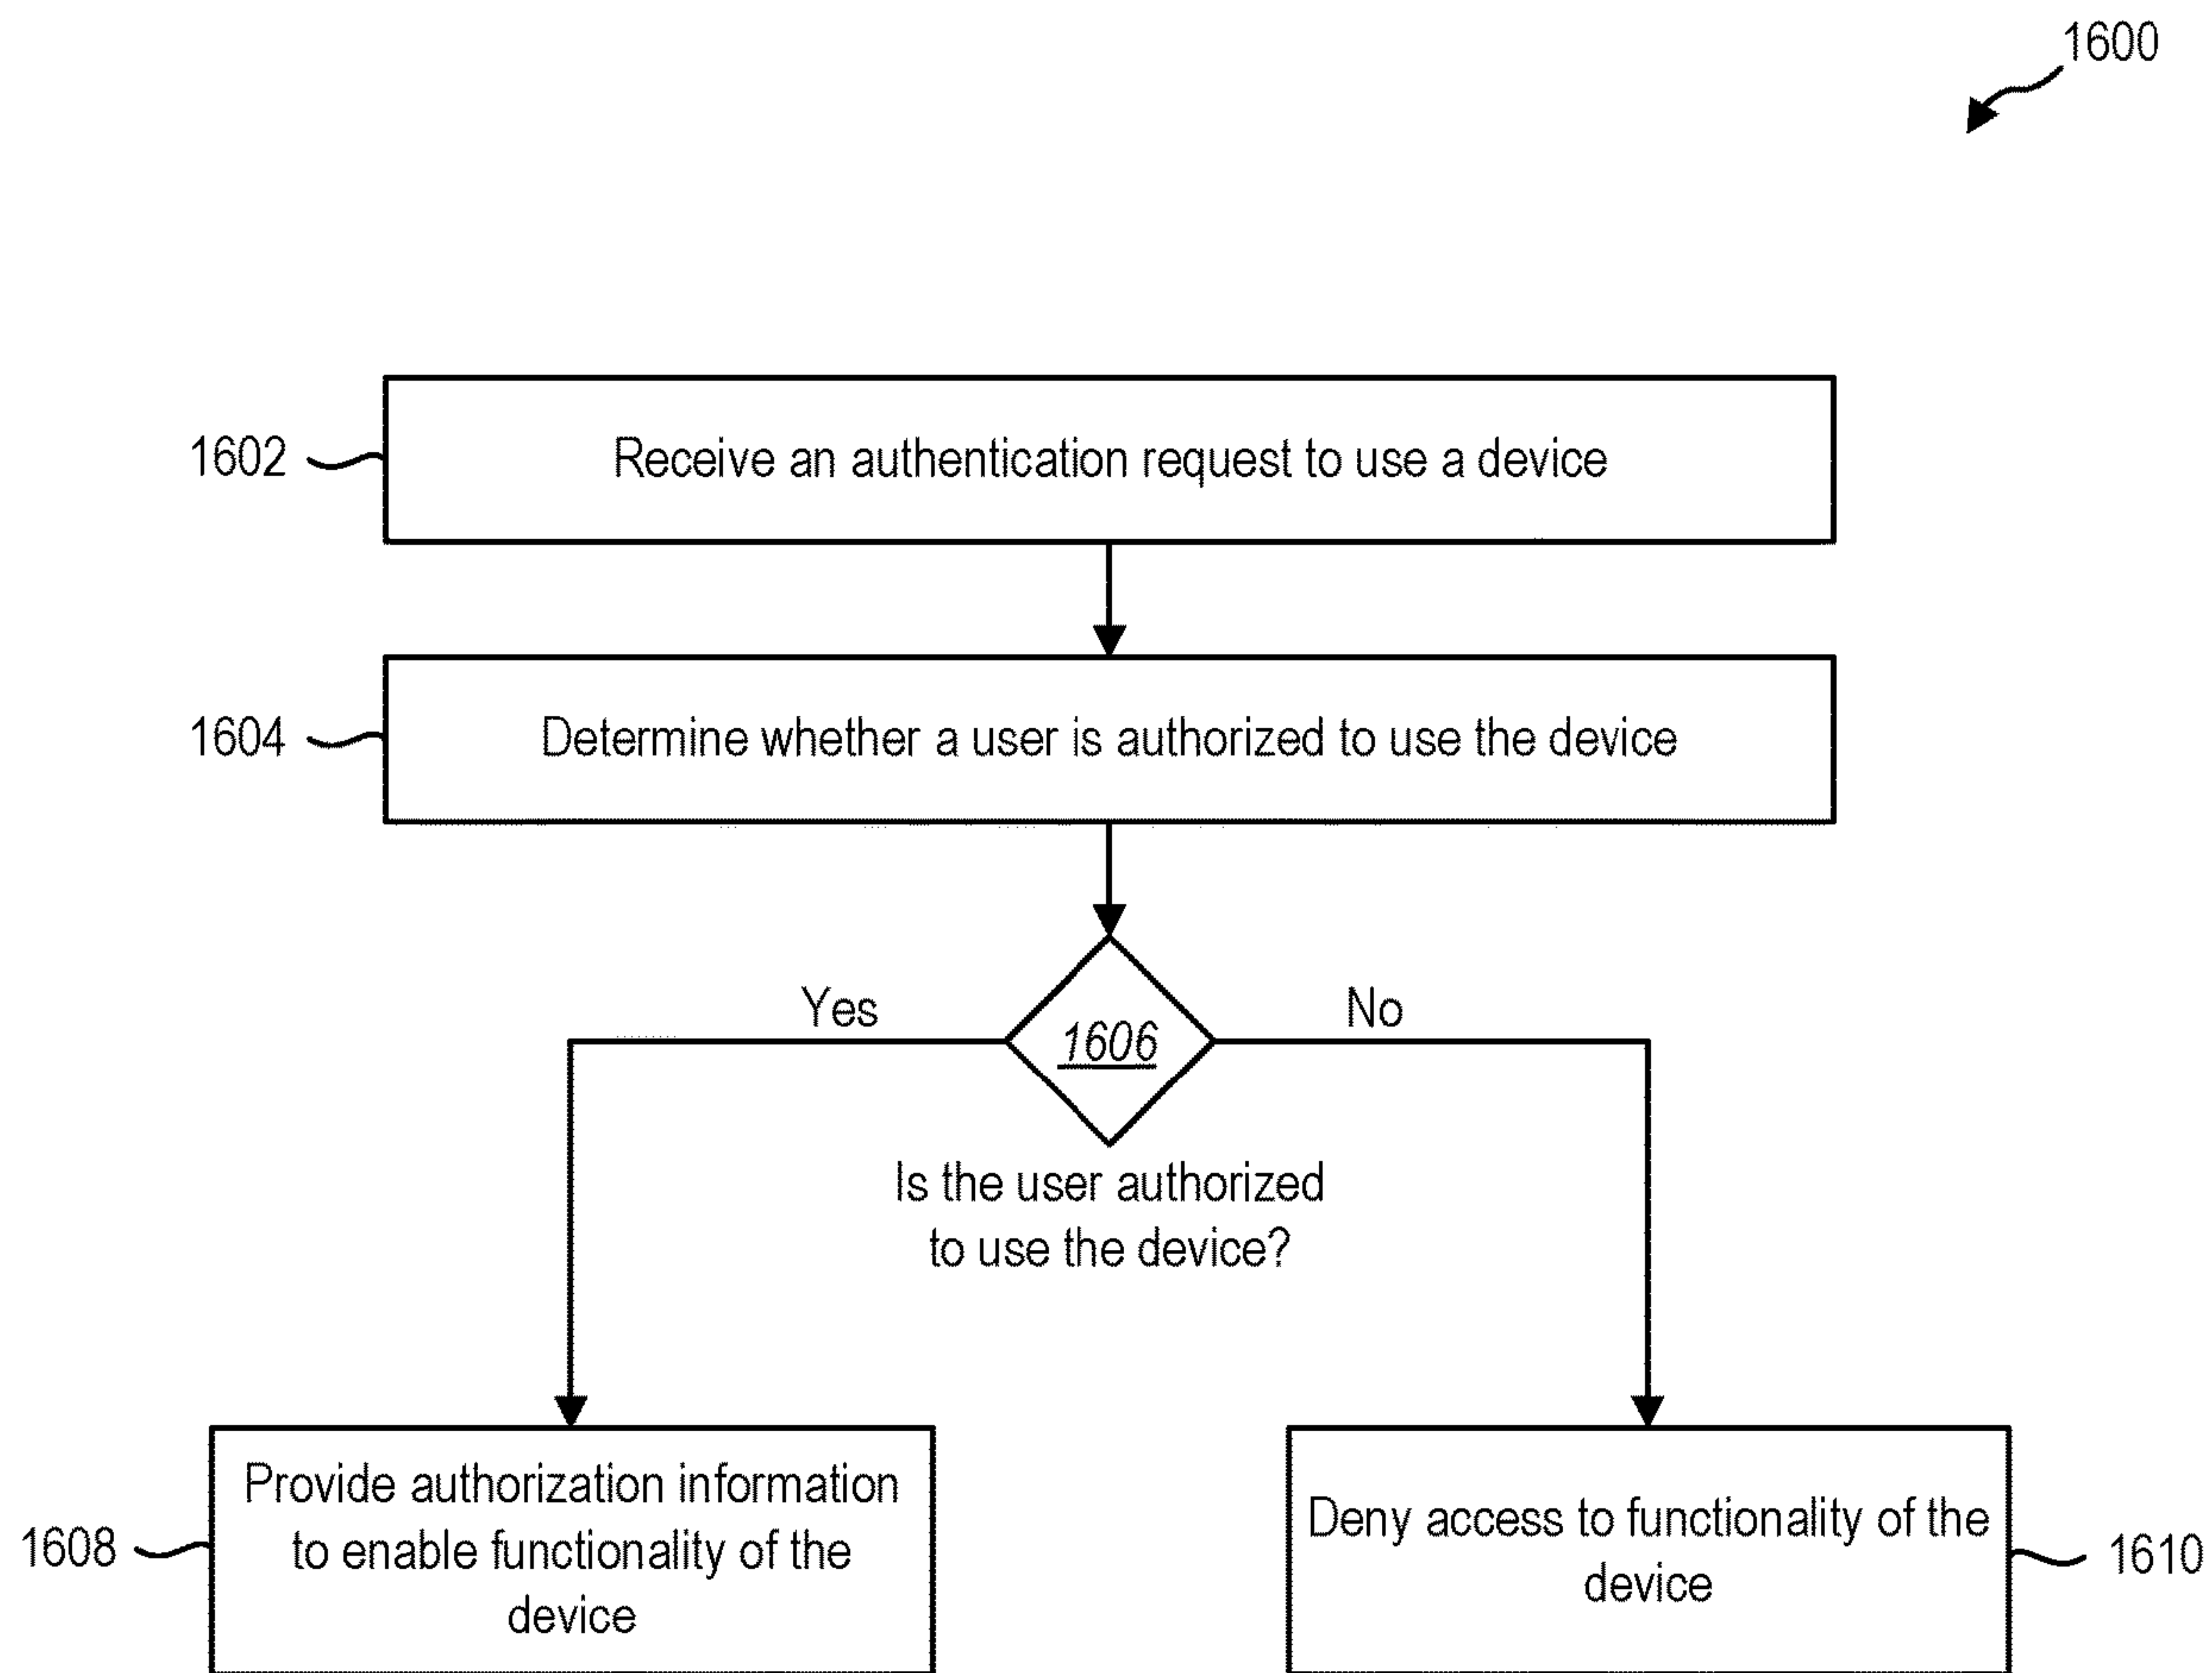 1600
1602
Receive an authentication request to use a device
1604
Determine whether a user is authorized to use the device
Yes
1606
No
Is the user authorized
to use the device?
1608
Provide authorization information
to enable functionality of the
device
Deny access to functionality of the
device
1610